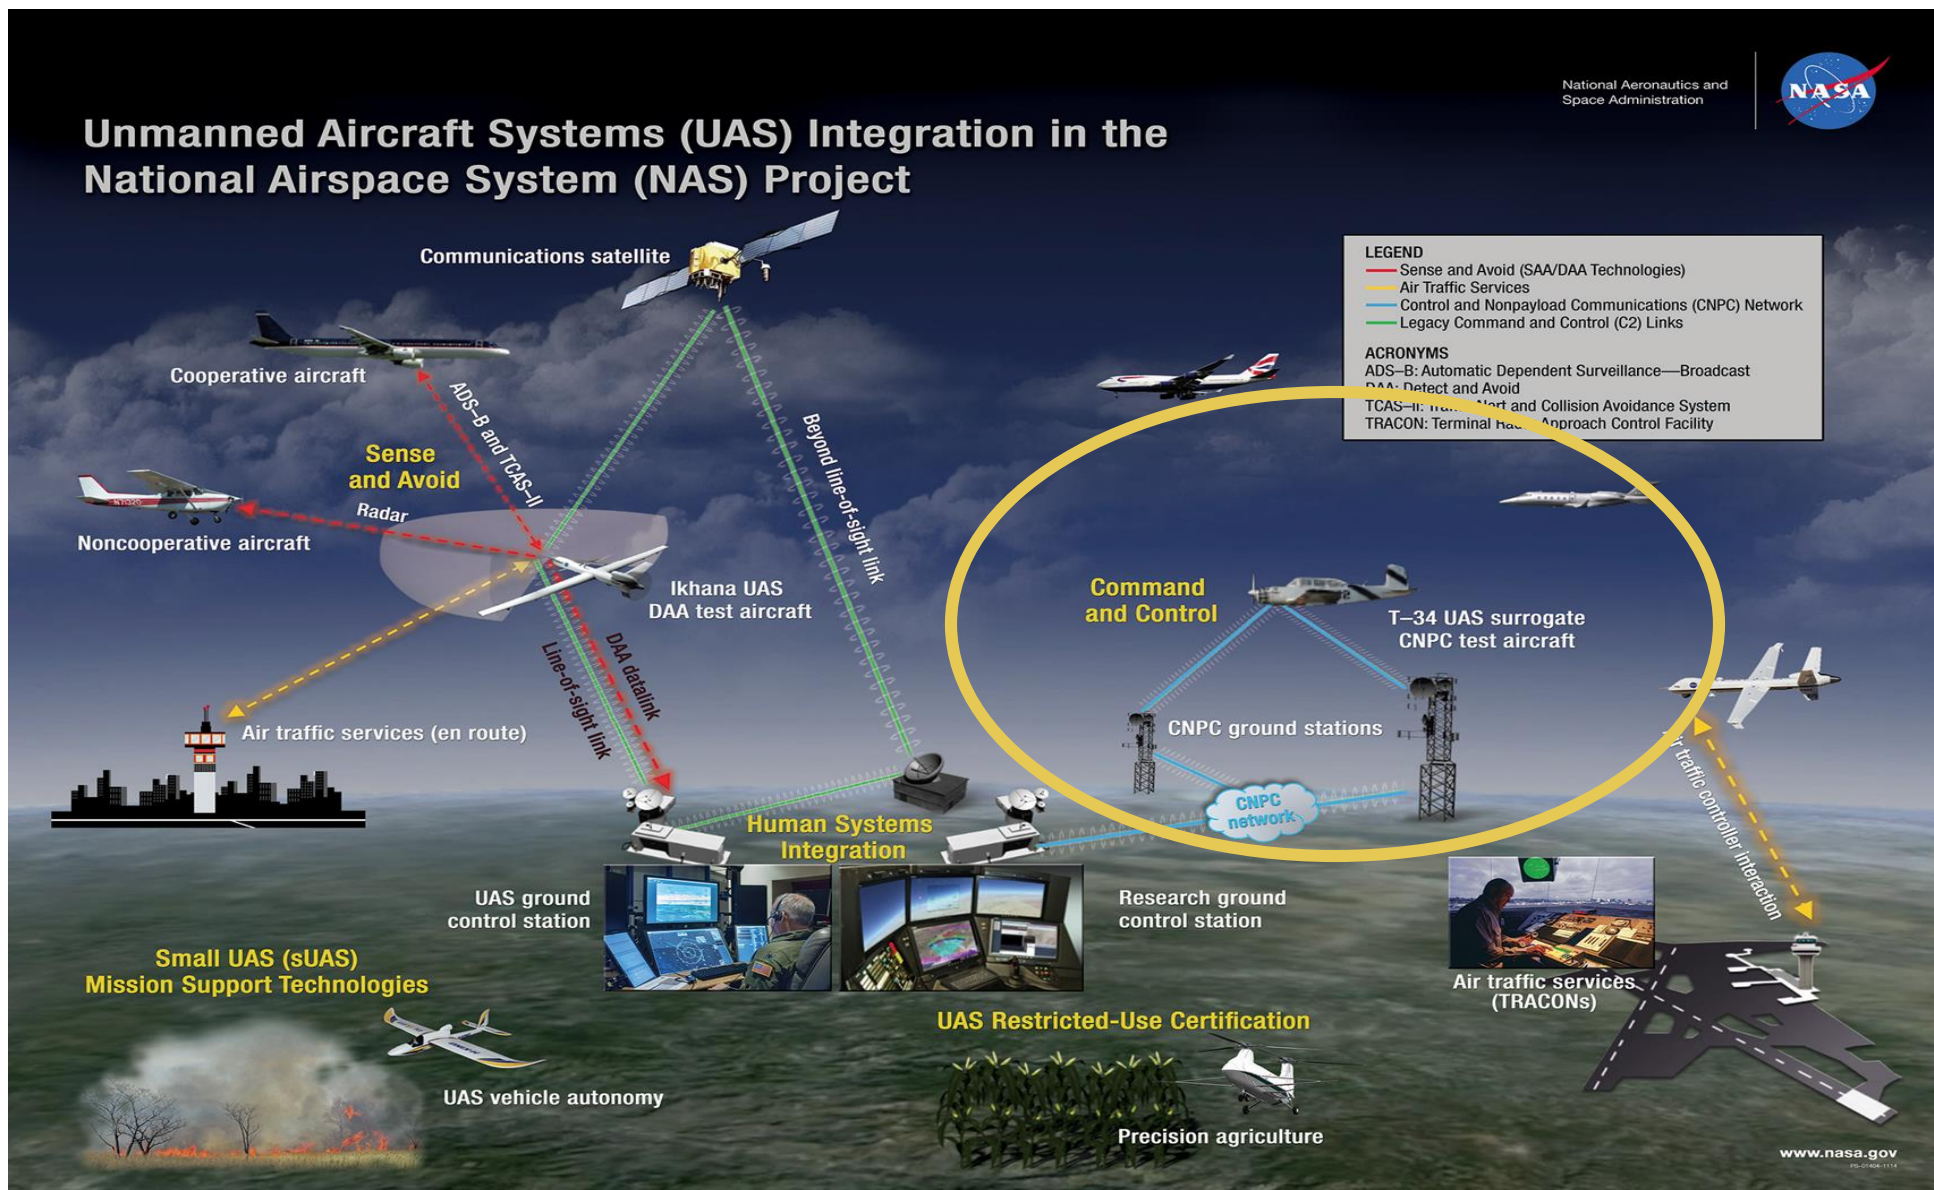 National Aeronautics and
Space Administration
NASA
Unmanned Aircraft Systems (UAS) Integration in the
National Airspace System (NAS) Project
Communications satellite
LEGEND
Sense and Avoid (SAA/DAA Technologies)
Air Traffic Services
Control and Nonpayload Communications (CNPC) Network
Legacy Command and Control (C2) Links
ACRONYMS
ADS–B: Automatic Dependent Surveillance—Broadcast
DAA: Detect and Avoid
TCAS–II: Traffic Alert and Collision Avoidance System
TRACON: Terminal Radar Approach Control Facility
Cooperative aircraft
ADS–B and TCAS–II
Beyond line-of-sight link
Sense
and Avoid
Radar
Noncooperative aircraft
Ikhana UAS
DAA test aircraft
Command
and Control
T–34 UAS surrogate
CNPC test aircraft
DAA datalink
Line-of-sight link
Air traffic services (en route)
CNPC ground stations
Air traffic controller interaction
CNPC
network
Human Systems
Integration
UAS ground
control station
Research ground
control station
Air traffic services
(TRACONs)
Small UAS (sUAS)
Mission Support Technologies
UAS vehicle autonomy
UAS Restricted-Use Certification
Precision agriculture
www.nasa.gov